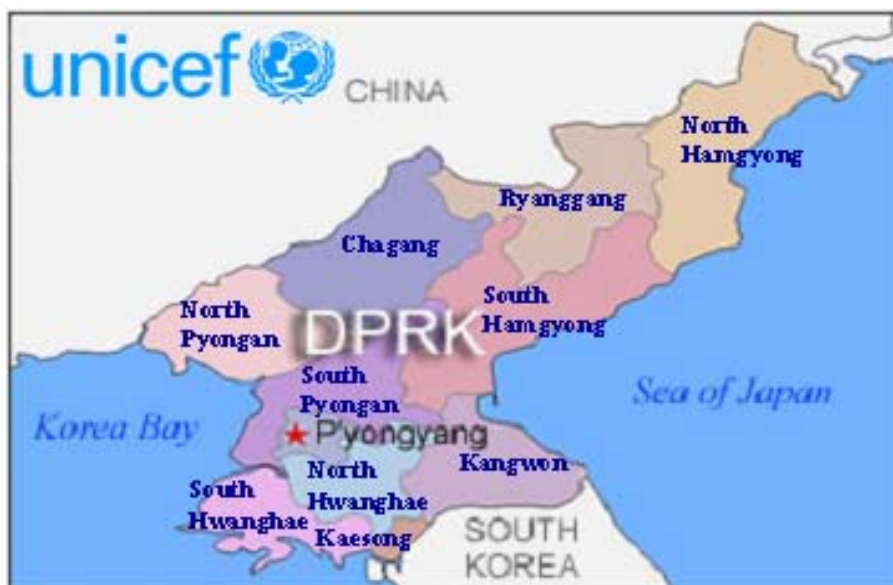 unicef
CHINA
North
Hamgyong
Ryanggang
Chagang
North
Pyongan
South
Hamgyong
DPRK
South
Pyongan
Sea of Japan
Korea Bay
P'yongyang
North
Hwanghae
Kangwon
South
Hwanghae
Kaesong
SOUTH
KOREA